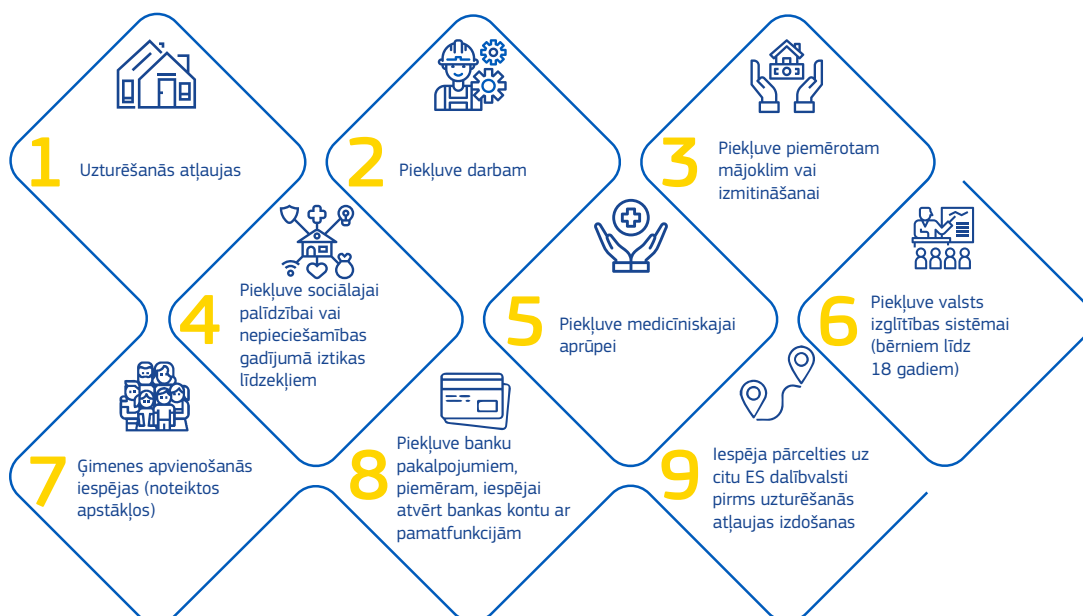 1
Uzturēšanās atļaujas
2
Piekļuve darbam
3
Piekļuve piemērotam
mājoklim vai
izmitināšanai
4
Piekļuve sociālajai
palīdzībai vai
nepieciešamības
gadījumā iztikas
līdzekļiem
5
Piekļuve medicīniskajai
aprūpei
6
Piekļuve valsts
izglītības sistēmai
(bērniem līdz
18 gadiem)
7
Ģimenes apvienošanās
iespējas (noteiktos
apstākļos)
8
Piekļuve banku
pakalpojumiem,
piemēram, iespējai
atvērt bankas kontu ar
pamatfunkcijām
9
Iespēja pārcelties uz
citu ES dalībvalsti
pirms uzturēšanās
atļaujas izdošanas